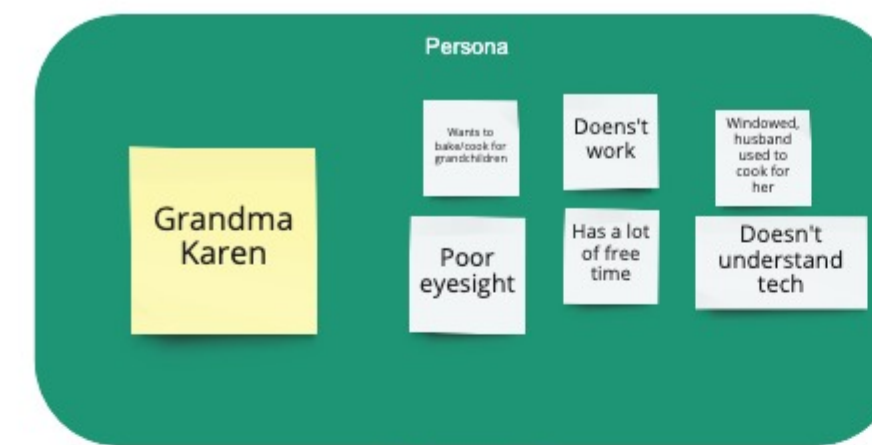 Persona
Grandma
Karen
Wants to
bake/cook for
grandchildren
Doens't
work
Windowed,
husband
used to
cook for
her
Poor
eyesight
Has a lot
of free
time
Doesn't
understand
tech